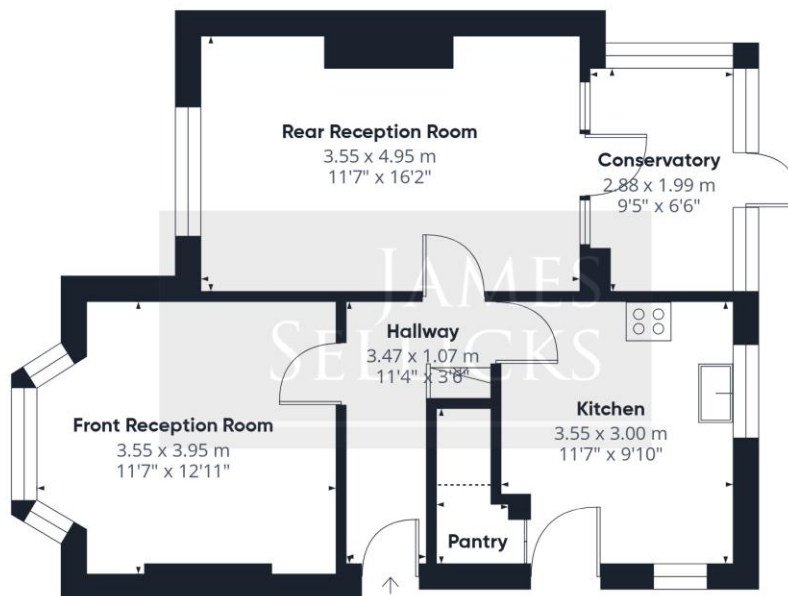 Rear Reception Room
3.55 x 4.95 m
11'7" x 16'2"
Conservatory
2.88 x 1.99 m
9'5" x 6'6"
JAMES
SELLICKS
Hallway
3.47 x 1.07 m
11'4" x 3'6"
Front Reception Room
3.55 x 3.95 m
11'7" x 12'11"
Kitchen
3.55 x 3.00 m
11'7" x 9'10"
Pantry